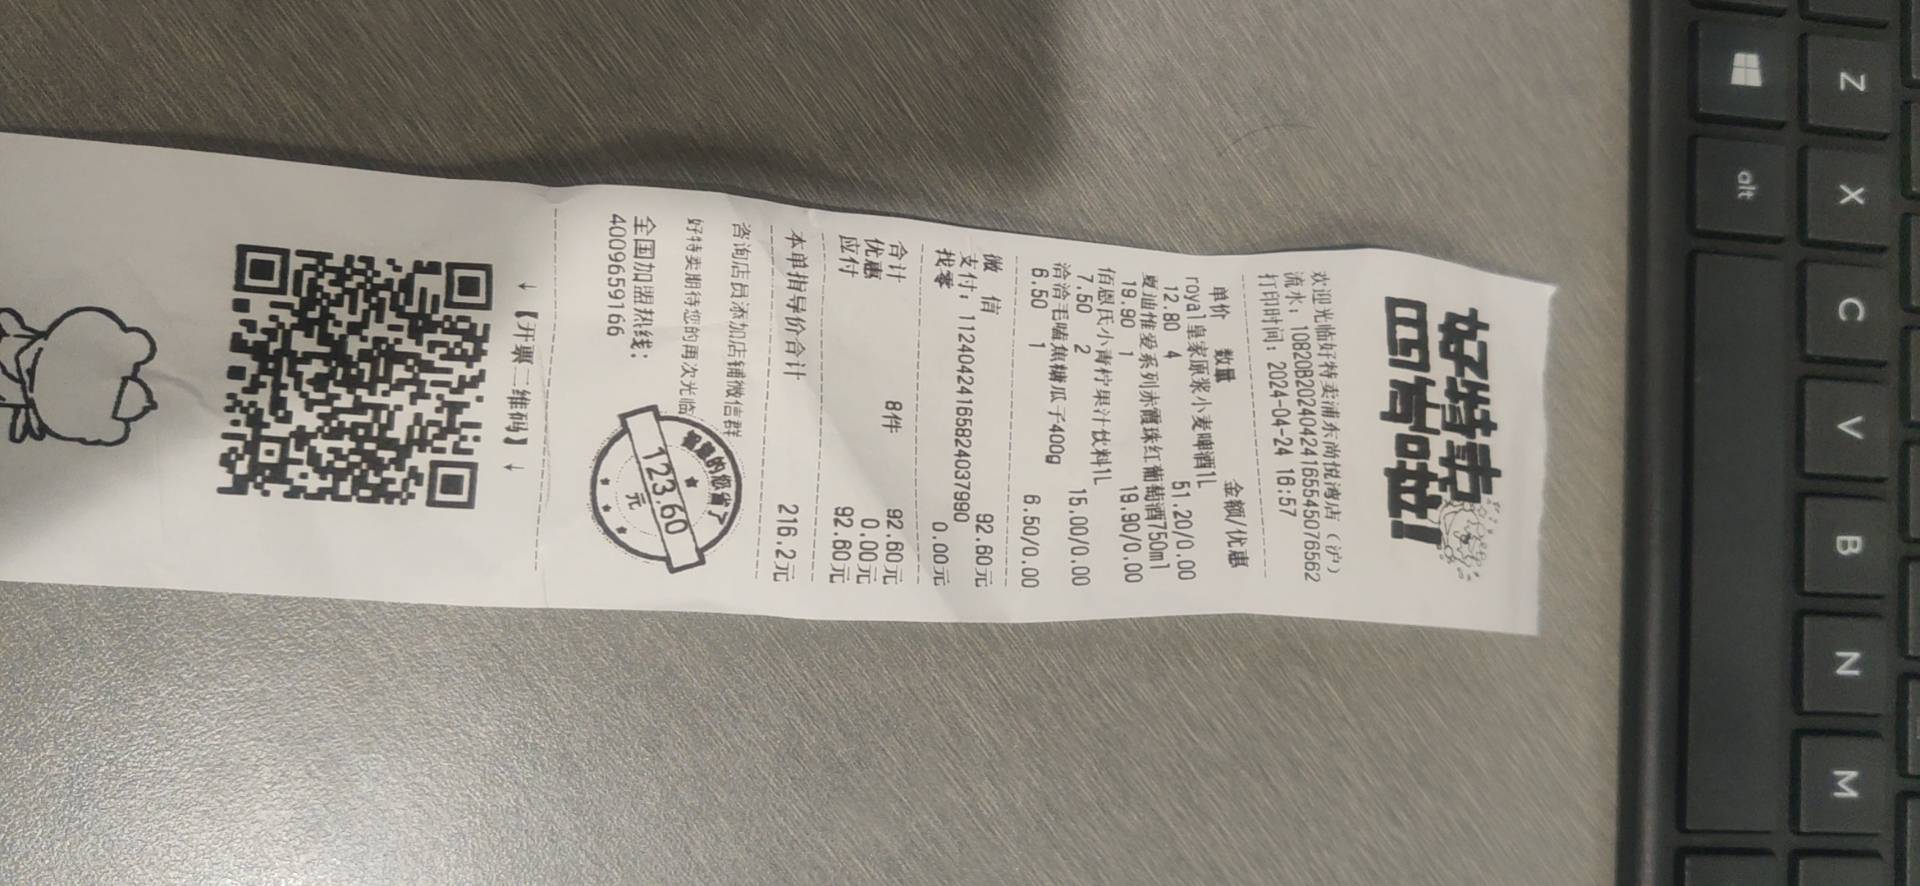 好特卖
四周年啦!
欢迎光临好特卖浦东尚悦湾店（沪）
流水：10820B202404241655450765​62
打印时间：2024-04-24 16:57
单价 数量 金额/优惠
royal皇家原浆小麦啤酒1L
12.80 4 51.20/0.00
夏迪惟爱系列赤霞珠红葡萄酒750ml
19.90 1 19.90/0.00
佰恩氏小青柠果汁饮料1L
7.50 2 15.00/0.00
洽洽毛嗑焦糖瓜子400g
6.50 1 6.50/0.00
微 信 92.60元
支付：112404241658240379​90
找零 0.00元
合计 8件 92.60元
优惠 0.00元
应付 92.60元
本单指导价合计 216.2元
咨询店员添加店铺微信群
好特卖期待您的再次光临
的您省了
123.60
元
全国加盟热线：
4009659166
↓【开票二维码】↓
Z
X
C
V
B
N
M
alt